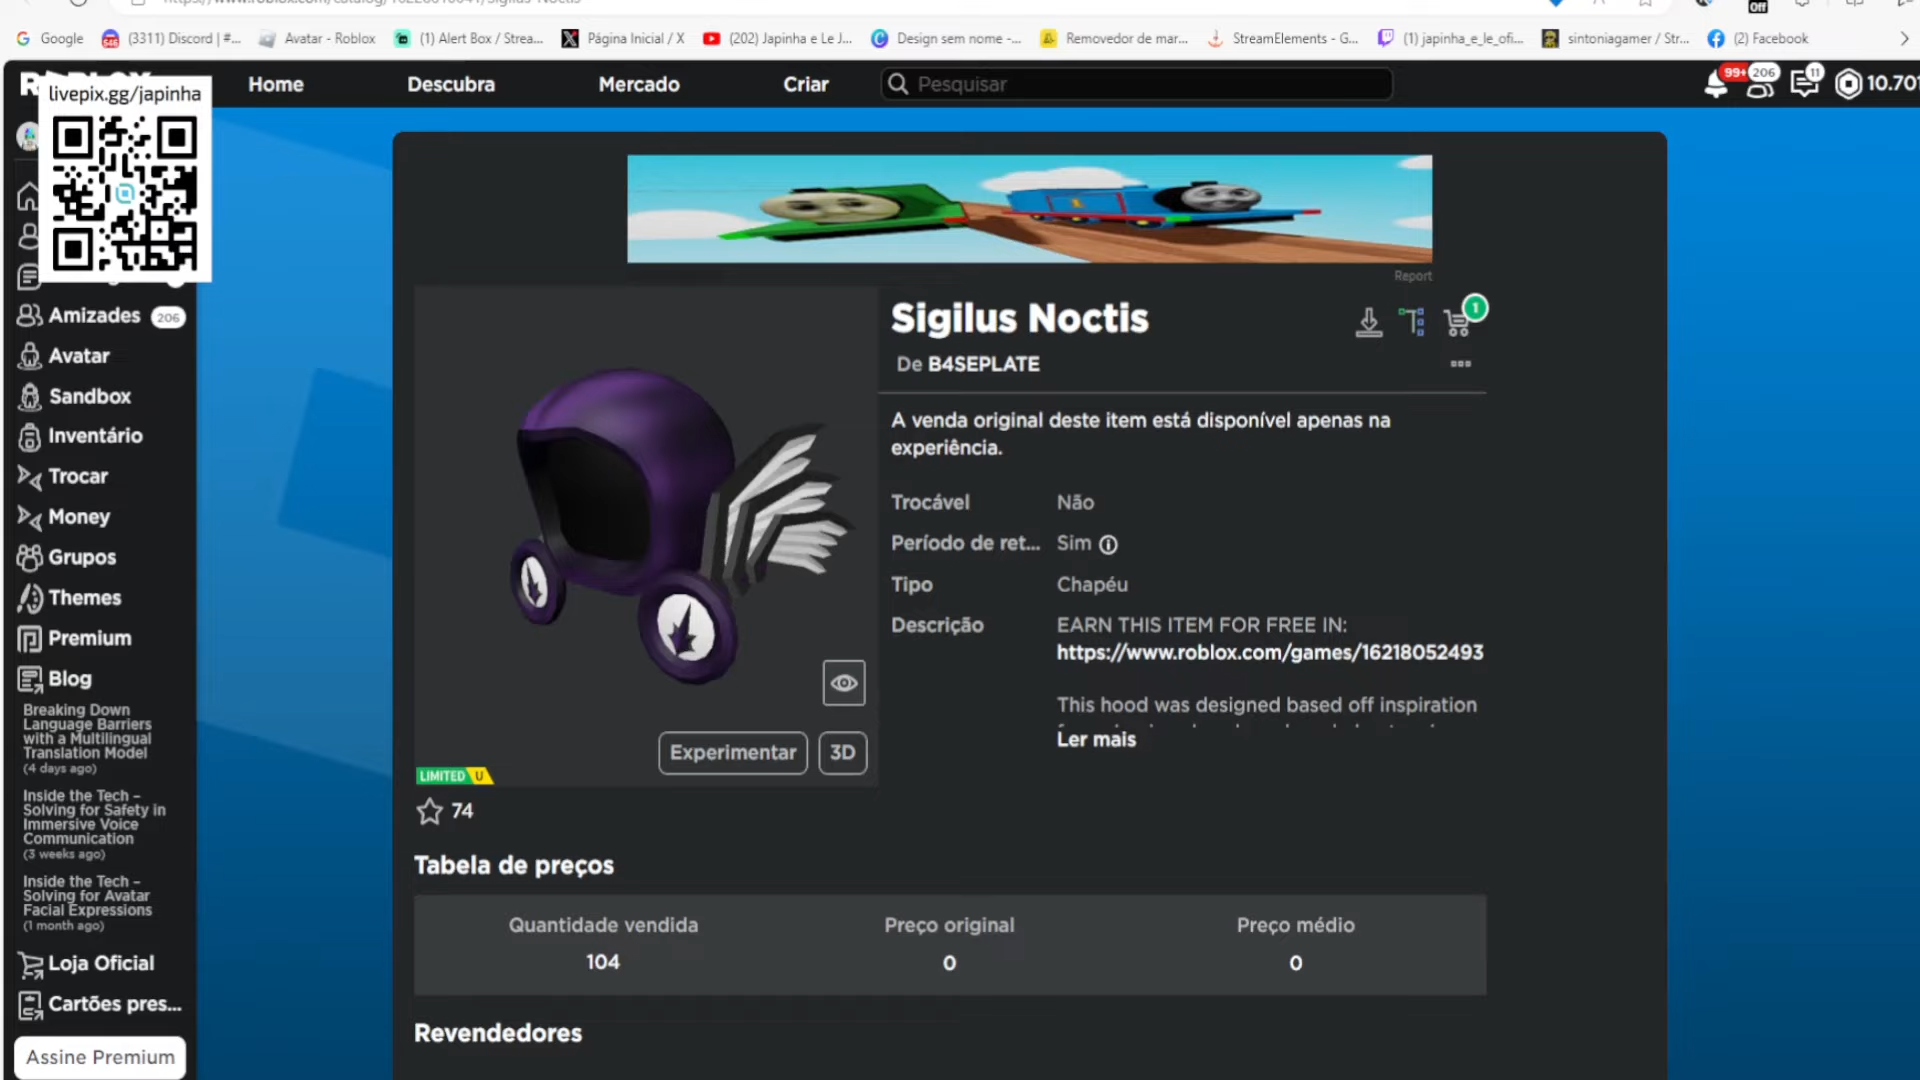 Google
(3311) Discord | #...
Avatar - Roblox
(1) Alert Box / Strea...
Página Inicial / X
(202) Japinha e Le J...
Design sem nome -...
Removedor de mar...
StreamElements - G...
(1) japinha_e_le_ofi...
sintoniagamer / Str...
(2) Facebook
Off
livepix.gg/japinha
Home
Descubra
Mercado
Criar
Pesquisar
99+
206
11
10.701
Amizades 206
Avatar
Sandbox
Inventário
Trocar
Money
Grupos
Themes
Premium
Blog
Breaking Down
Language Barriers
with a Multilingual
Translation Model
(4 days ago)
Inside the Tech –
Solving for Safety in
Immersive Voice
Communication
(3 weeks ago)
Inside the Tech –
Solving for Avatar
Facial Expressions
(1 month ago)
Loja Oficial
Cartões pres...
Assine Premium
Report
Sigilus Noctis
1
De B4SEPLATE
A venda original deste item está disponível apenas na
experiência.
Trocável Não
Período de ret... Sim
Tipo Chapéu
Descrição EARN THIS ITEM FOR FREE IN:
https://www.roblox.com/games/16218052493
This hood was designed based off inspiration
Ler mais
Experimentar
3D
LIMITED U
74
Tabela de preços
Quantidade vendida
104
Preço original
0
Preço médio
0
Revendedores